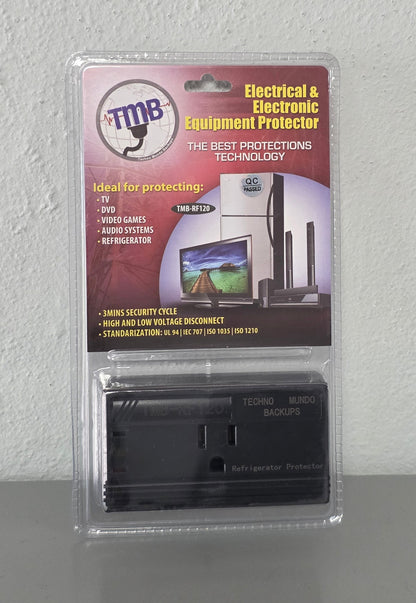 TMB
Electrical &
Electronic
Equipment Protector
THE BEST PROTECTIONS
TECHNOLOGY
Ideal for protecting:
• TV
• DVD
• VIDEO GAMES
• AUDIO SYSTEMS
• REFRIGERATOR
TMB-RF120
QC
PASSED
• 3MINS SECURITY CYCLE
• HIGH AND LOW VOLTAGE DISCONNECT
• STANDARIZATION: UL 94 | IEC 707 | ISO 1035 | ISO 1210
TMB-RF120
TECHNO MUNDO
BACKUPS
Refrigerator Protector